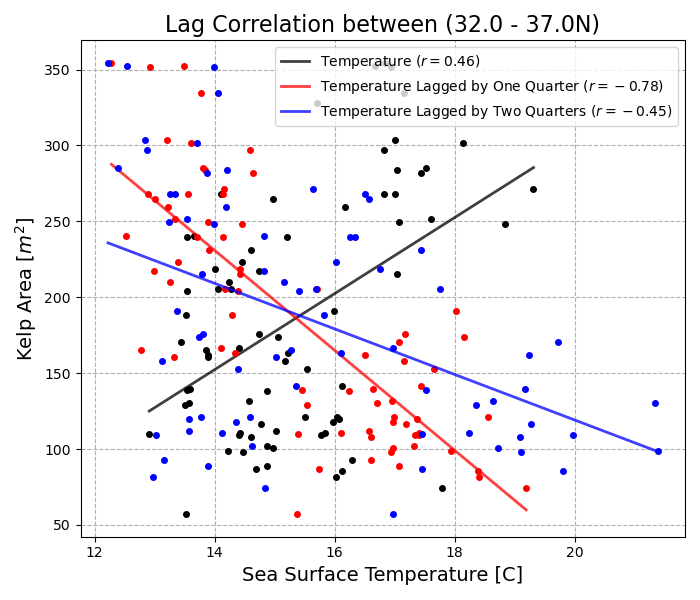 Lag Correlation between (32.0 - 37.0N)
Temperature (r = 0.46)
Temperature Lagged by One Quarter (r = −0.78)
Temperature Lagged by Two Quarters (r = −0.45)
Kelp Area [m²]
350
300
250
200
150
100
50
12 14 16 18 20
Sea Surface Temperature [C]